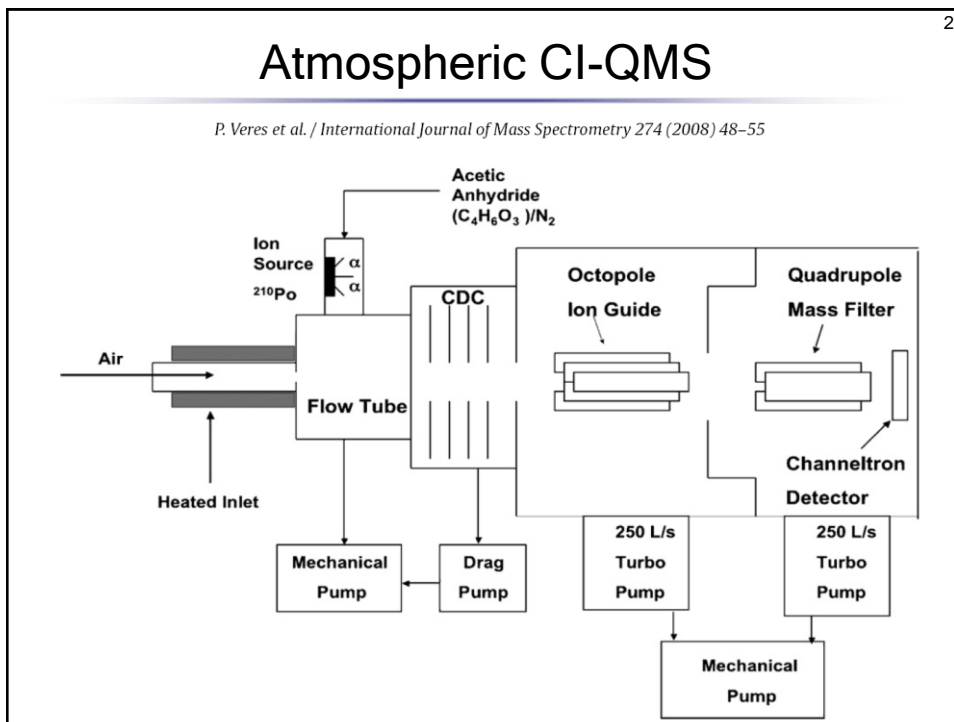 2
Atmospheric CI-QMS
P. Veres et al. / International Journal of Mass Spectrometry 274 (2008) 48–55
Acetic
Anhydride
(C₄H₆O₃ )/N₂
Ion
Source
²¹⁰Po
α
α
CDC
Octopole
Ion Guide
Quadrupole
Mass Filter
Air
Flow Tube
Heated Inlet
Channeltron
Detector
Mechanical
Pump
Drag
Pump
250 L/s
Turbo
Pump
250 L/s
Turbo
Pump
Mechanical
Pump